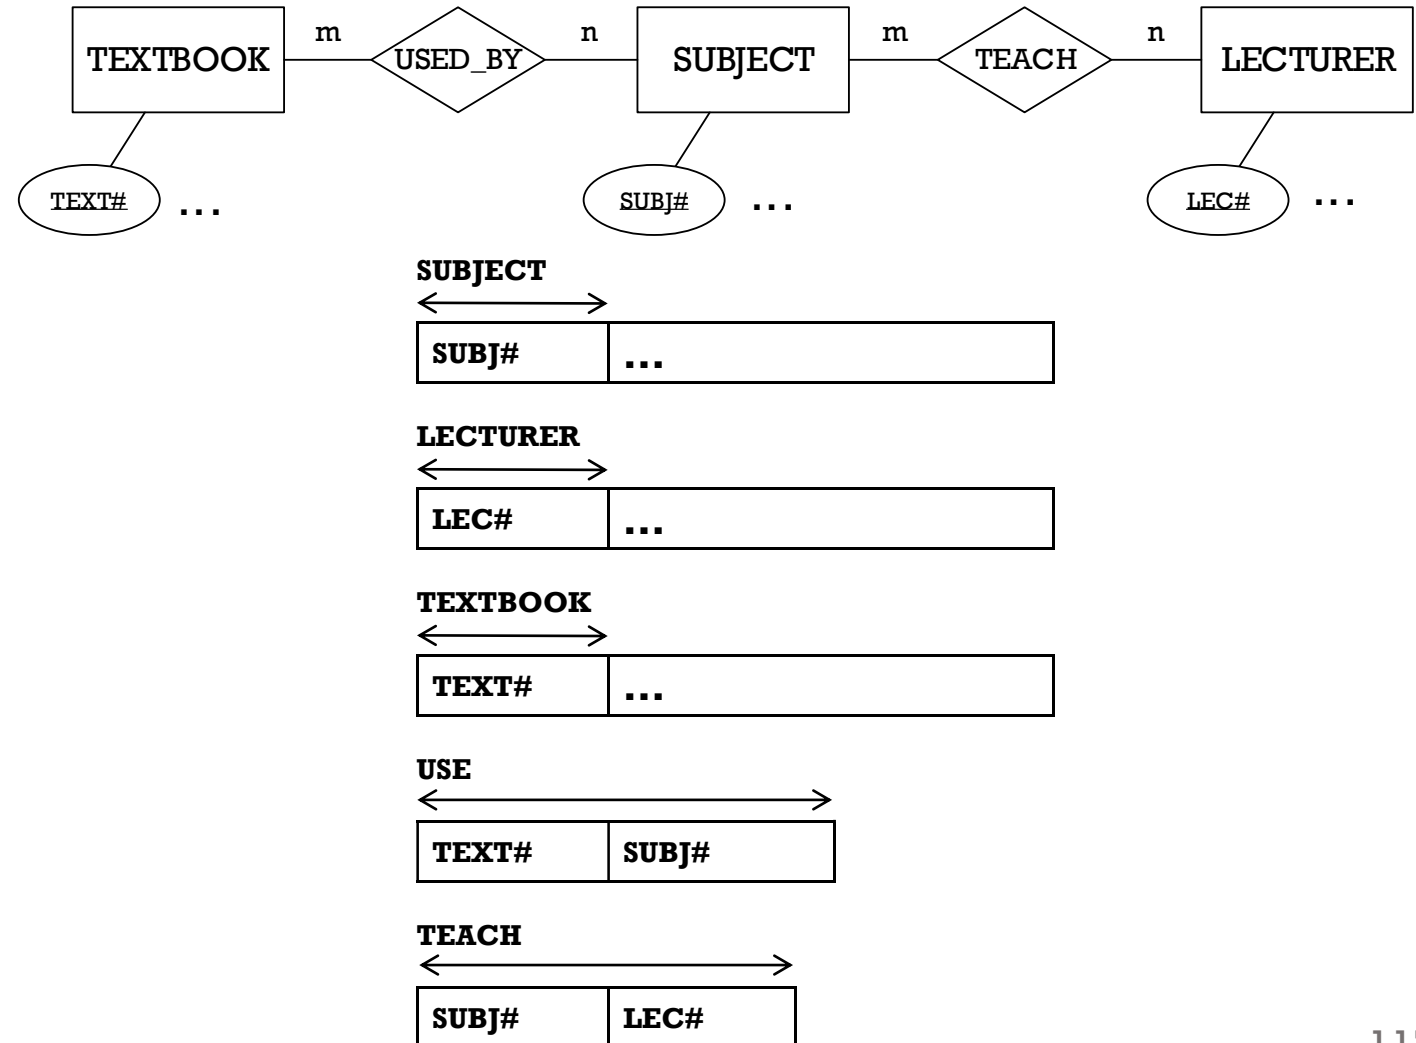 m n m n
TEXTBOOK USED_BY SUBJECT TEACH LECTURER
TEXT# ... SUBJ# ... LEC# ...
SUBJECT
SUBJ# ...
LECTURER
LEC# ...
TEXTBOOK
TEXT# ...
USE
TEXT# SUBJ#
TEACH
SUBJ# LEC#